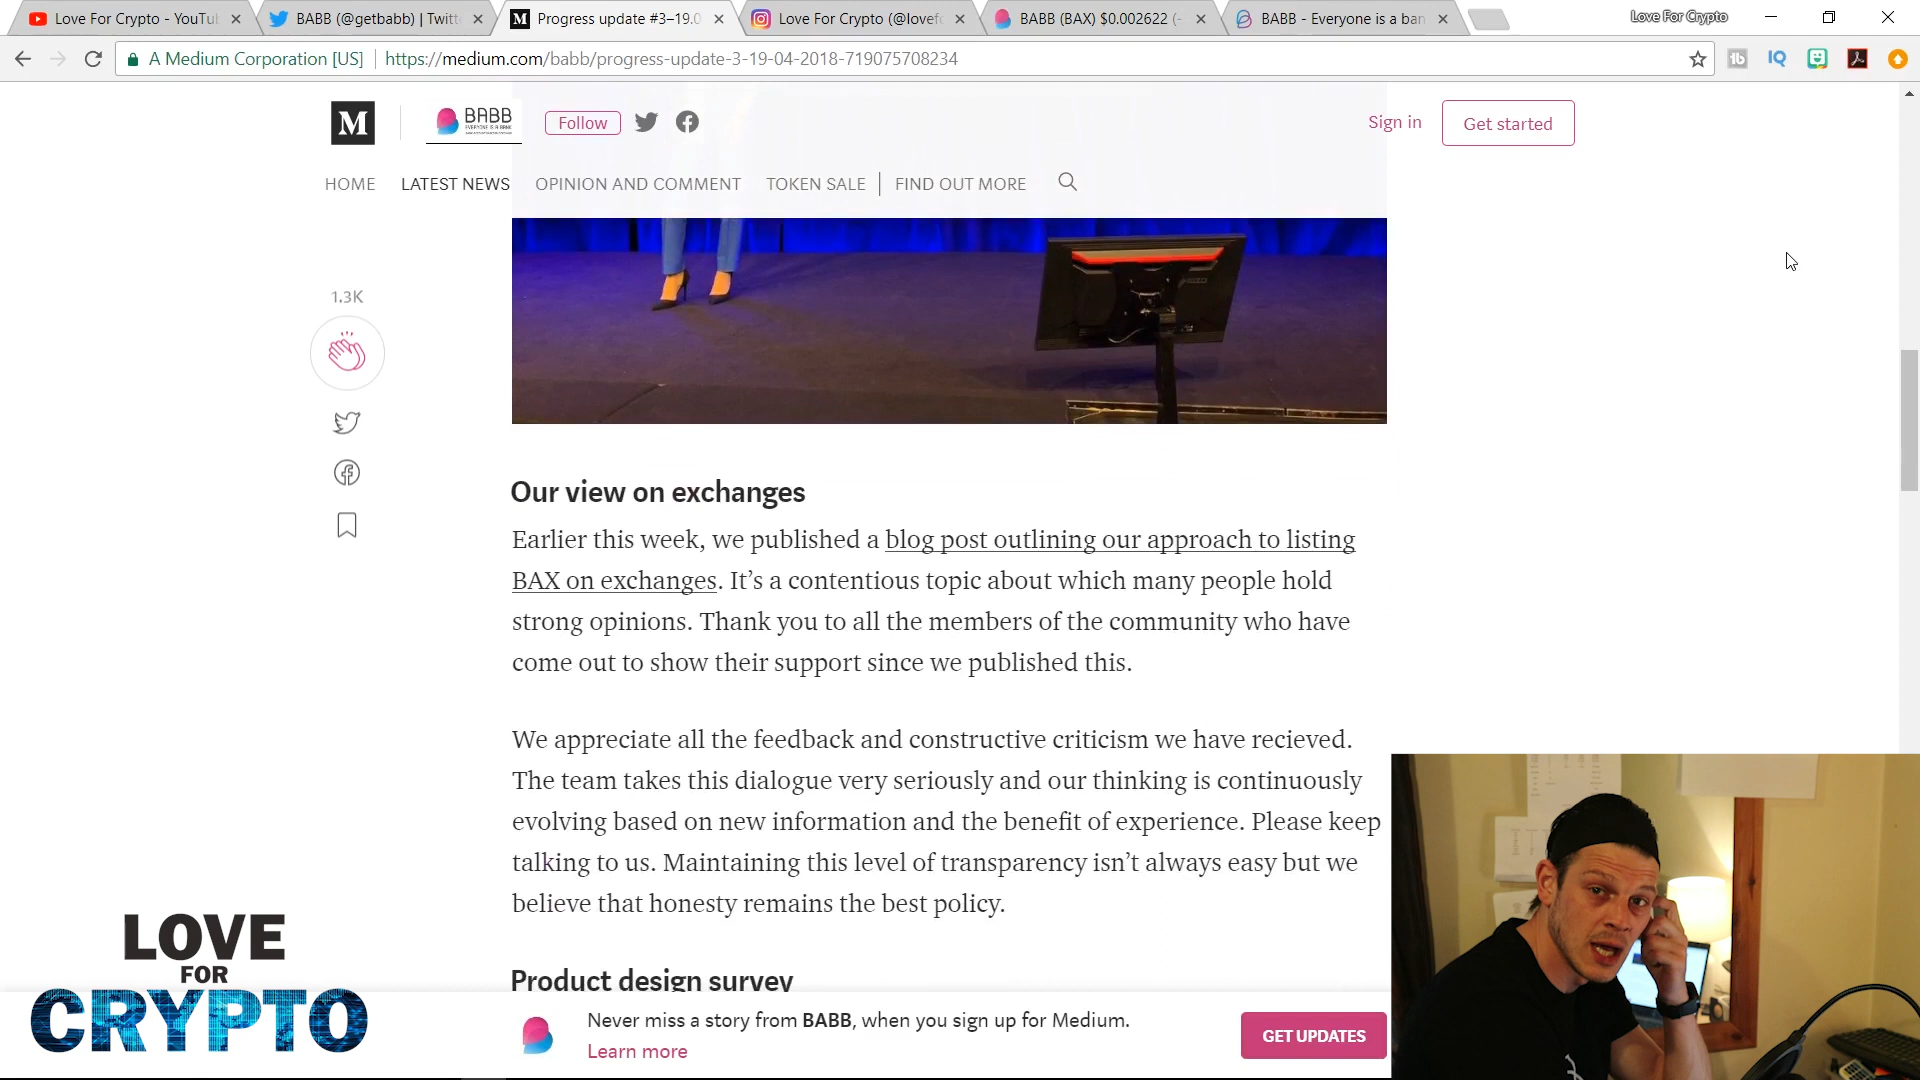 Love For Crypto - YouTu
BABB (@getbabb) | Twitt
Progress update #3–19.0
Love For Crypto (@lovefo
BABB (BAX) $0.002622 (-
BABB - Everyone is a ban
Love For Crypto
A Medium Corporation [US]
https://medium.com/babb/progress-update-3-19-04-2018-719075708234
M
BABB
EVERYONE IS A BANK
Follow
Sign in
Get started
HOME
LATEST NEWS
OPINION AND COMMENT
TOKEN SALE
FIND OUT MORE
1.3K
Our view on exchanges
Earlier this week, we published a blog post outlining our approach to listing
BAX on exchanges. It’s a contentious topic about which many people hold
strong opinions. Thank you to all the members of the community who have
come out to show their support since we published this.
We appreciate all the feedback and constructive criticism we have recieved.
The team takes this dialogue very seriously and our thinking is continuously
evolving based on new information and the benefit of experience. Please keep
talking to us. Maintaining this level of transparency isn’t always easy but we
believe that honesty remains the best policy.
Product design survey
Never miss a story from BABB, when you sign up for Medium.
Learn more
GET UPDATES
LOVE
FOR
CRYPTO